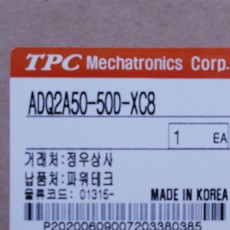 TPC Mechatronics Corp.
ADQ2A50-50D-XC8
1 EA
거래처: 정우상사
납품처: 파워테크
물류코드: 01315-
MADE IN KOREA
P20200609007203380385